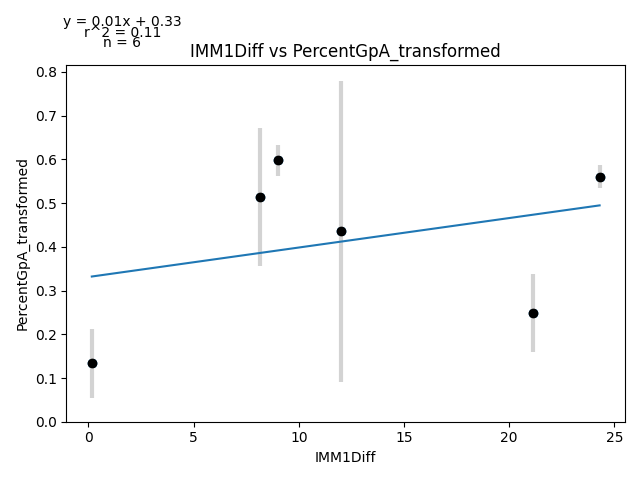 y = 0.01x + 0.33
r^2 = 0.11
n = 6
IMM1Diff vs PercentGpA_transformed
PercentGpA_transformed
0.8
0.7
0.6
0.5
0.4
0.3
0.2
0.1
0.0
0
5
10
15
20
25
IMM1Diff